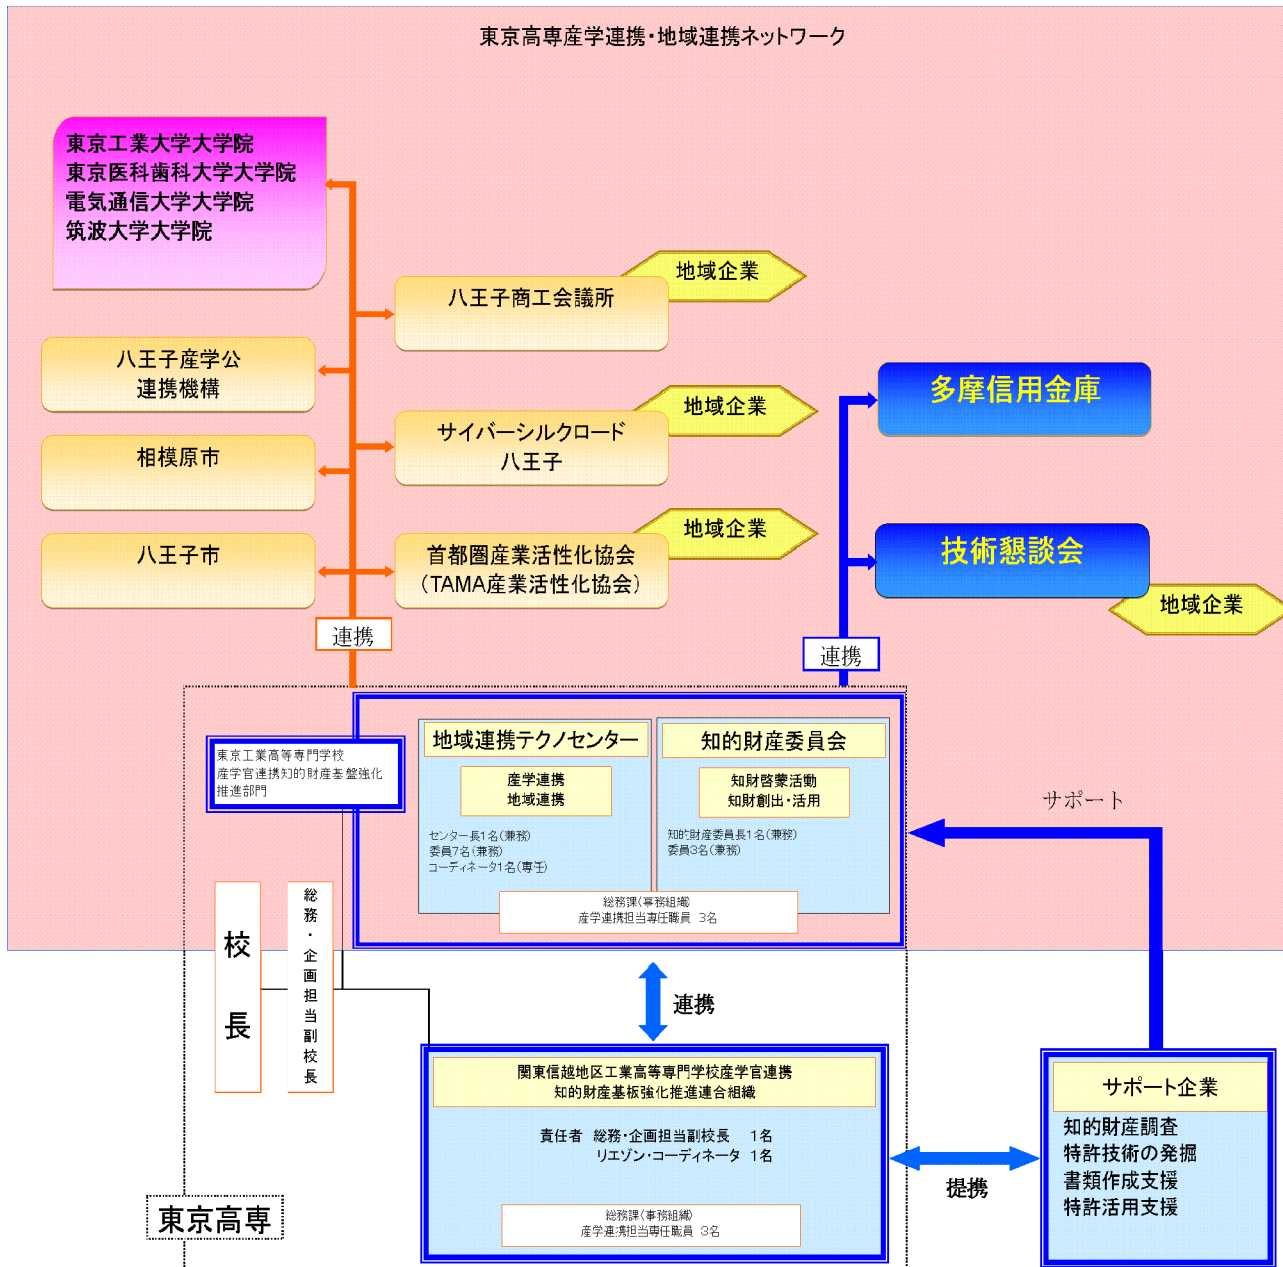 東京高専産学連携・地域連携ネットワーク
東京工業大学大学院
東京医科歯科大学大学院
電気通信大学大学院
筑波大学大学院
地域企業
八王子商工会議所
八王子産学公
連携機構
地域企業
サイバーシルクロード
八王子
多摩信用金庫
相模原市
地域企業
八王子市
首都圏産業活性化協会
（TAMA産業活性化協会）
技術懇談会
地域企業
連携
連携
東京工業高等専門学校
産学官連携知的財産基盤強化
推進部門
地域連携テクノセンター
産学連携
地域連携
センター長1名(兼務)
委員7名(兼務)
コーディネータ1名(専任)
知的財産委員会
知財啓蒙活動
知財創出・活用
知的財産委員長1名(兼務)
委員3名(兼務)
総務課(事務組織)
産学連携担当専任職員 3名
サポート
校長
総務・企画担当副校長
連携
関東信越地区工業高等専門学校産学官連携
知的財産基板強化推進連合組織
責任者 総務・企画担当副校長 1名
リエゾン・コーディネータ 1名
総務課(事務組織)
産学連携担当専任職員 3名
提携
サポート企業
知的財産調査
特許技術の発掘
書類作成支援
特許活用支援
東京高専